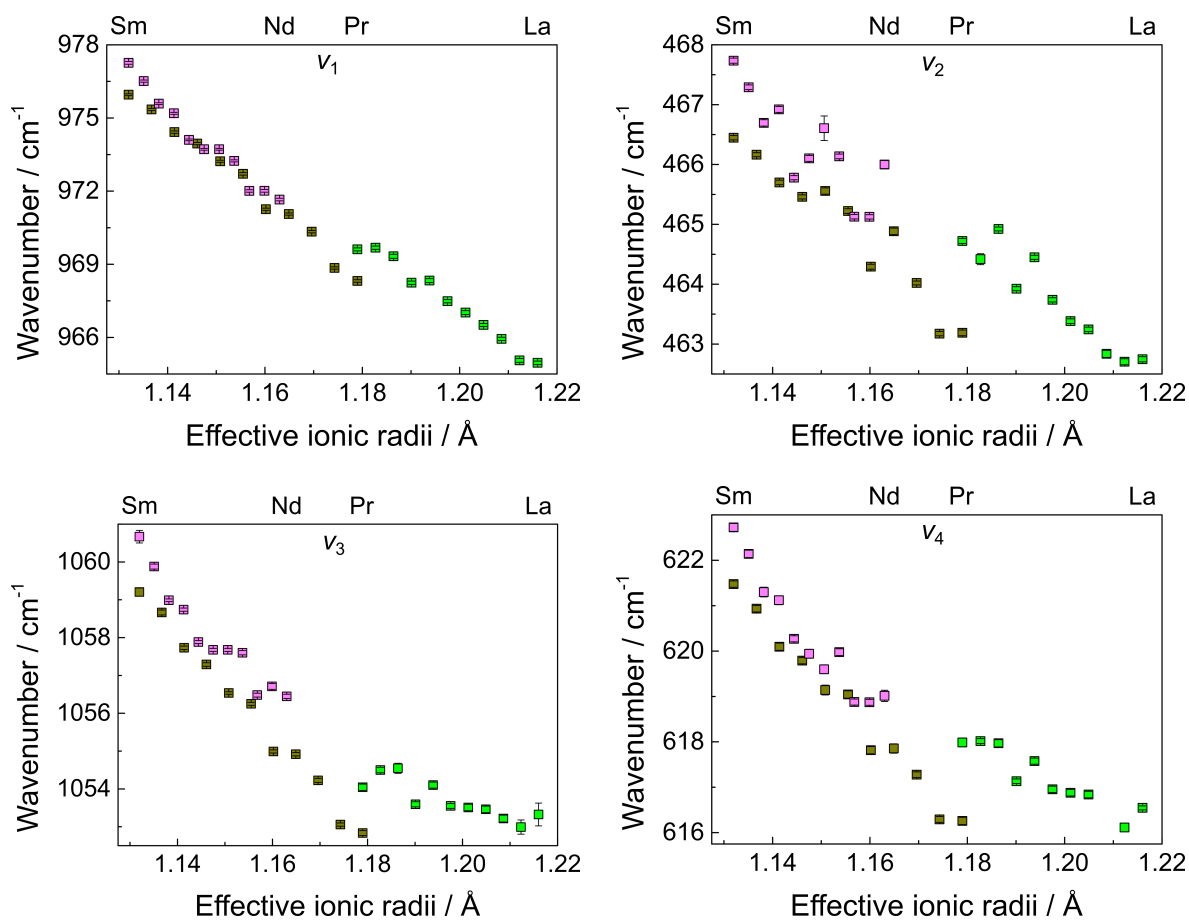 Sm Nd Pr La
978
975
972
969
966
Wavenumber / cm⁻¹
ν₁
1.14 1.16 1.18 1.20 1.22
Effective ionic radii / Å
Sm Nd Pr La
468
467
466
465
464
463
Wavenumber / cm⁻¹
ν₂
1.14 1.16 1.18 1.20 1.22
Effective ionic radii / Å
Sm Nd Pr La
1060
1058
1056
1054
Wavenumber / cm⁻¹
ν₃
1.14 1.16 1.18 1.20 1.22
Effective ionic radii / Å
Sm Nd Pr La
622
620
618
616
Wavenumber / cm⁻¹
ν₄
1.14 1.16 1.18 1.20 1.22
Effective ionic radii / Å